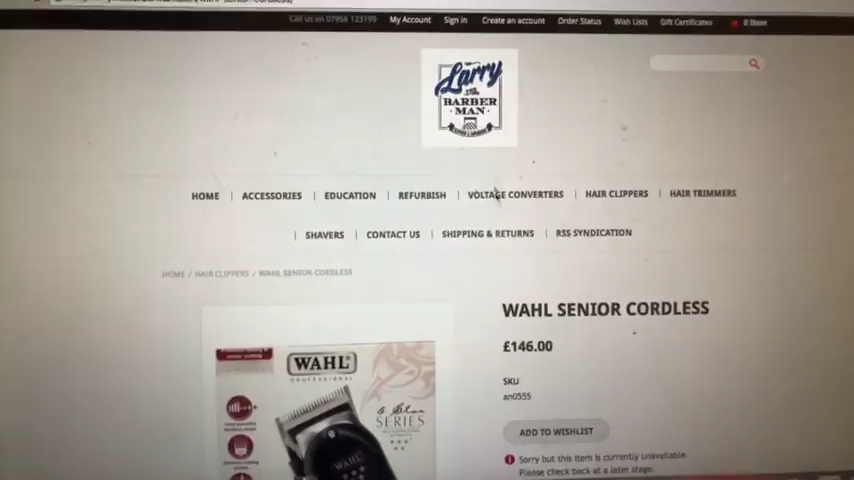 Call us on 07958 123199 My Account Sign in Create an account Order Status Wish Lists Gift Certificates 0 Items
Larry
THE
BARBER
MAN
HOME | ACCESSORIES | EDUCATION | REFURBISH | VOLTAGE CONVERTERS | HAIR CLIPPERS | HAIR TRIMMERS
| SHAVERS | CONTACT US | SHIPPING & RETURNS | RSS SYNDICATION
HOME / HAIR CLIPPERS / WAHL SENIOR CORDLESS
WAHL SENIOR CORDLESS
£146.00
SKU
an0555
ADD TO WISHLIST
Sorry but this item is currently unavailable.
Please check back at a later stage.
WAHL
PROFESSIONAL
5 Star
SERIES
WAHL